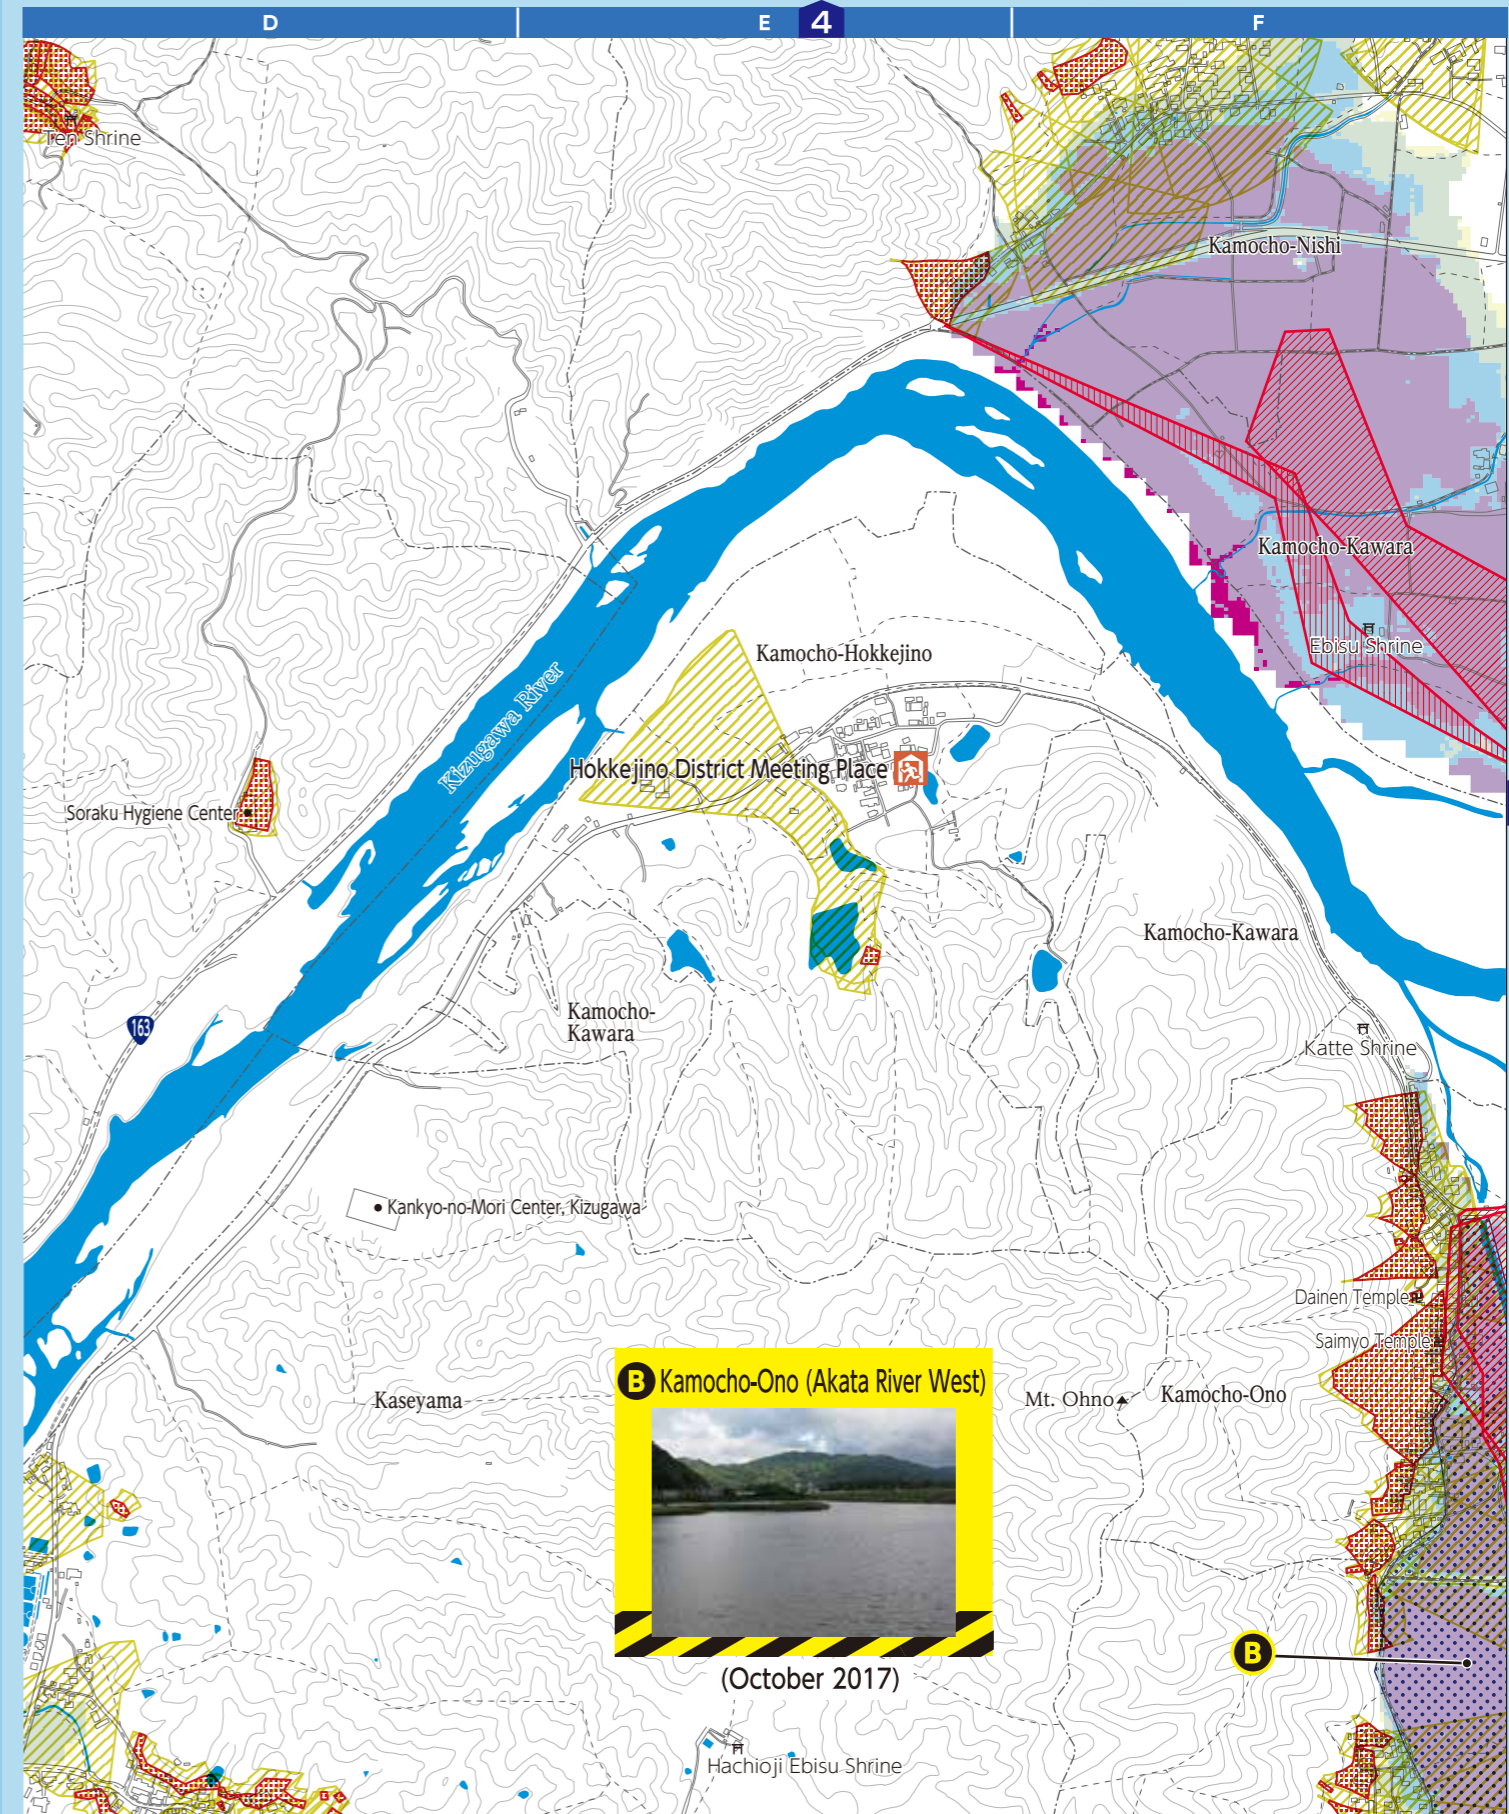 D
E
4
F
Ten Shrine
Kamocho-Nishi
Kamocho-Kawara
Ebisu Shrine
Kamocho-Hokkejino
Kizugawa River
Hokkejino District Meeting Place
Soraku Hygiene Center
Kamocho-Kawara
Kamocho-
Kawara
163
Katte Shrine
Kankyo-no-Mori Center, Kizugawa
Dainen Temple
Saimyo Temple
B Kamocho-Ono (Akata River West)
Kaseyama
Mt. Ohno
Kamocho-Ono
B
(October 2017)
Hachioji Ebisu Shrine